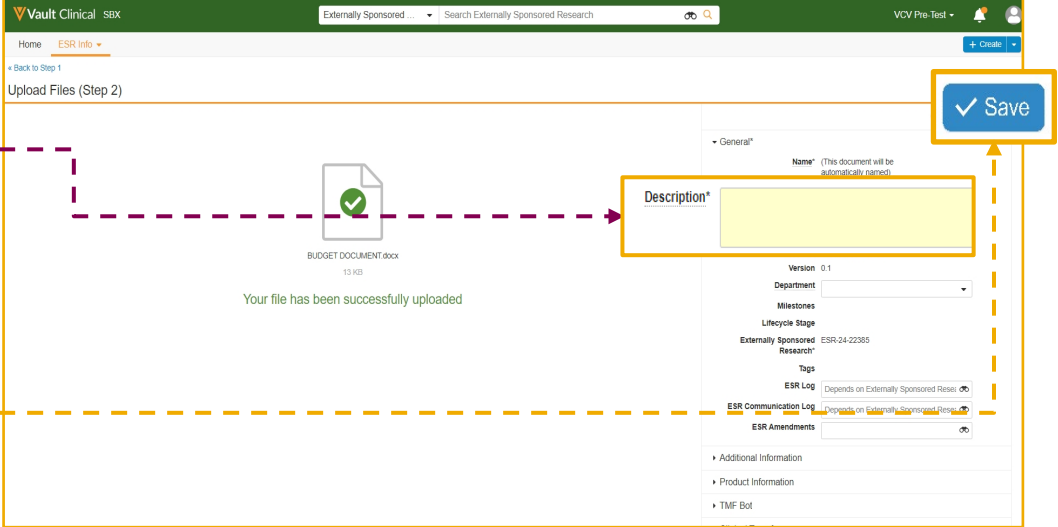 Vault Clinical SBX
Externally Sponsored ... Search Externally Sponsored Research
VCV Pre-Test
Home ESR Info
+ Create
« Back to Step 1
Upload Files (Step 2)
Save
General*
Name* (This document will be
automatically named)
Description*
BUDGET DOCUMENT.docx
13 KB
Your file has been successfully uploaded
Version 0.1
Department
Milestones
Lifecycle Stage
Externally Sponsored ESR-24-22385
Research*
Tags
ESR Log Depends on Externally Sponsored Resea
ESR Communication Log Depends on Externally Sponsored Resea
ESR Amendments
Additional Information
Product Information
TMF Bot